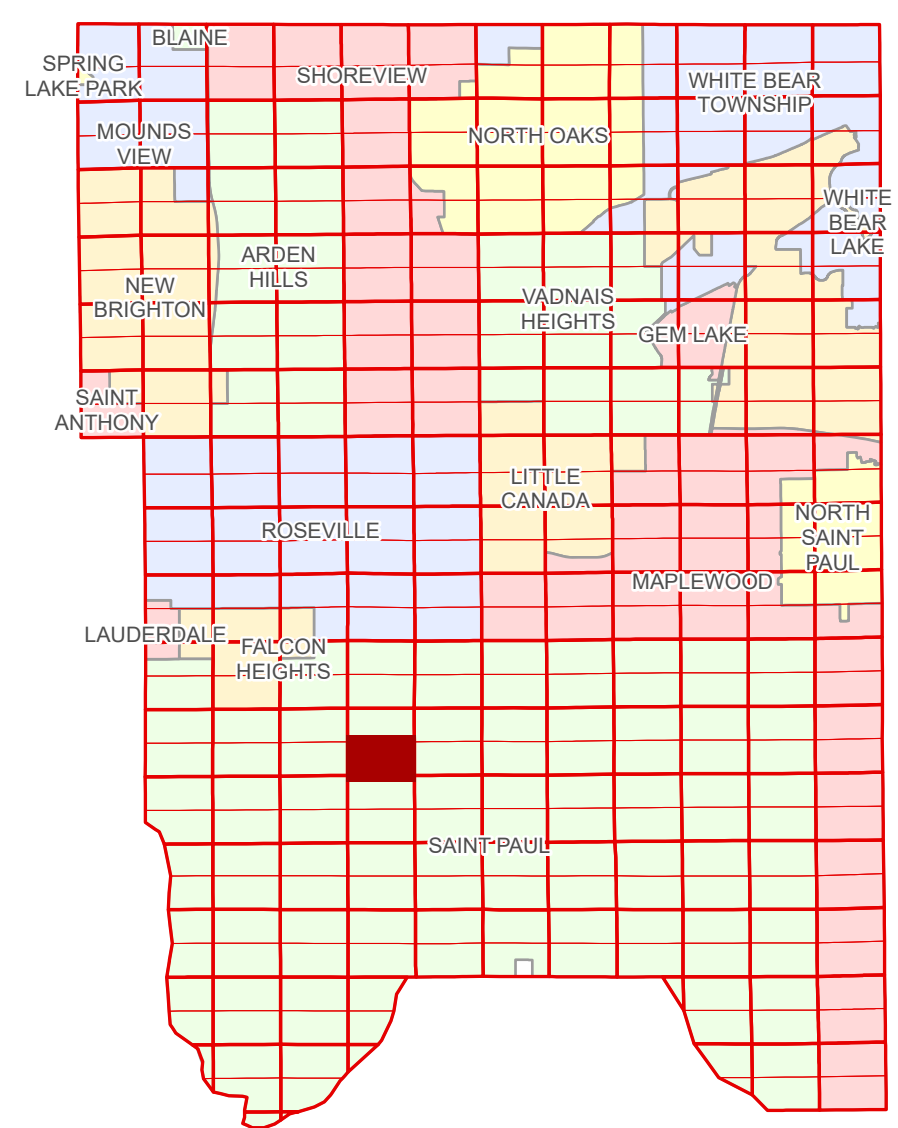 BLAINE
SPRING
LAKE PARK
SHOREVIEW
WHITE BEAR
TOWNSHIP
MOUNDS
VIEW
NORTH OAKS
WHITE
BEAR
LAKE
ARDEN
HILLS
NEW
BRIGHTON
VADNAIS
HEIGHTS
GEM LAKE
SAINT
ANTHONY
LITTLE
CANADA
NORTH
SAINT
PAUL
ROSEVILLE
MAPLEWOOD
LAUDERDALE
FALCON
HEIGHTS
SAINT PAUL